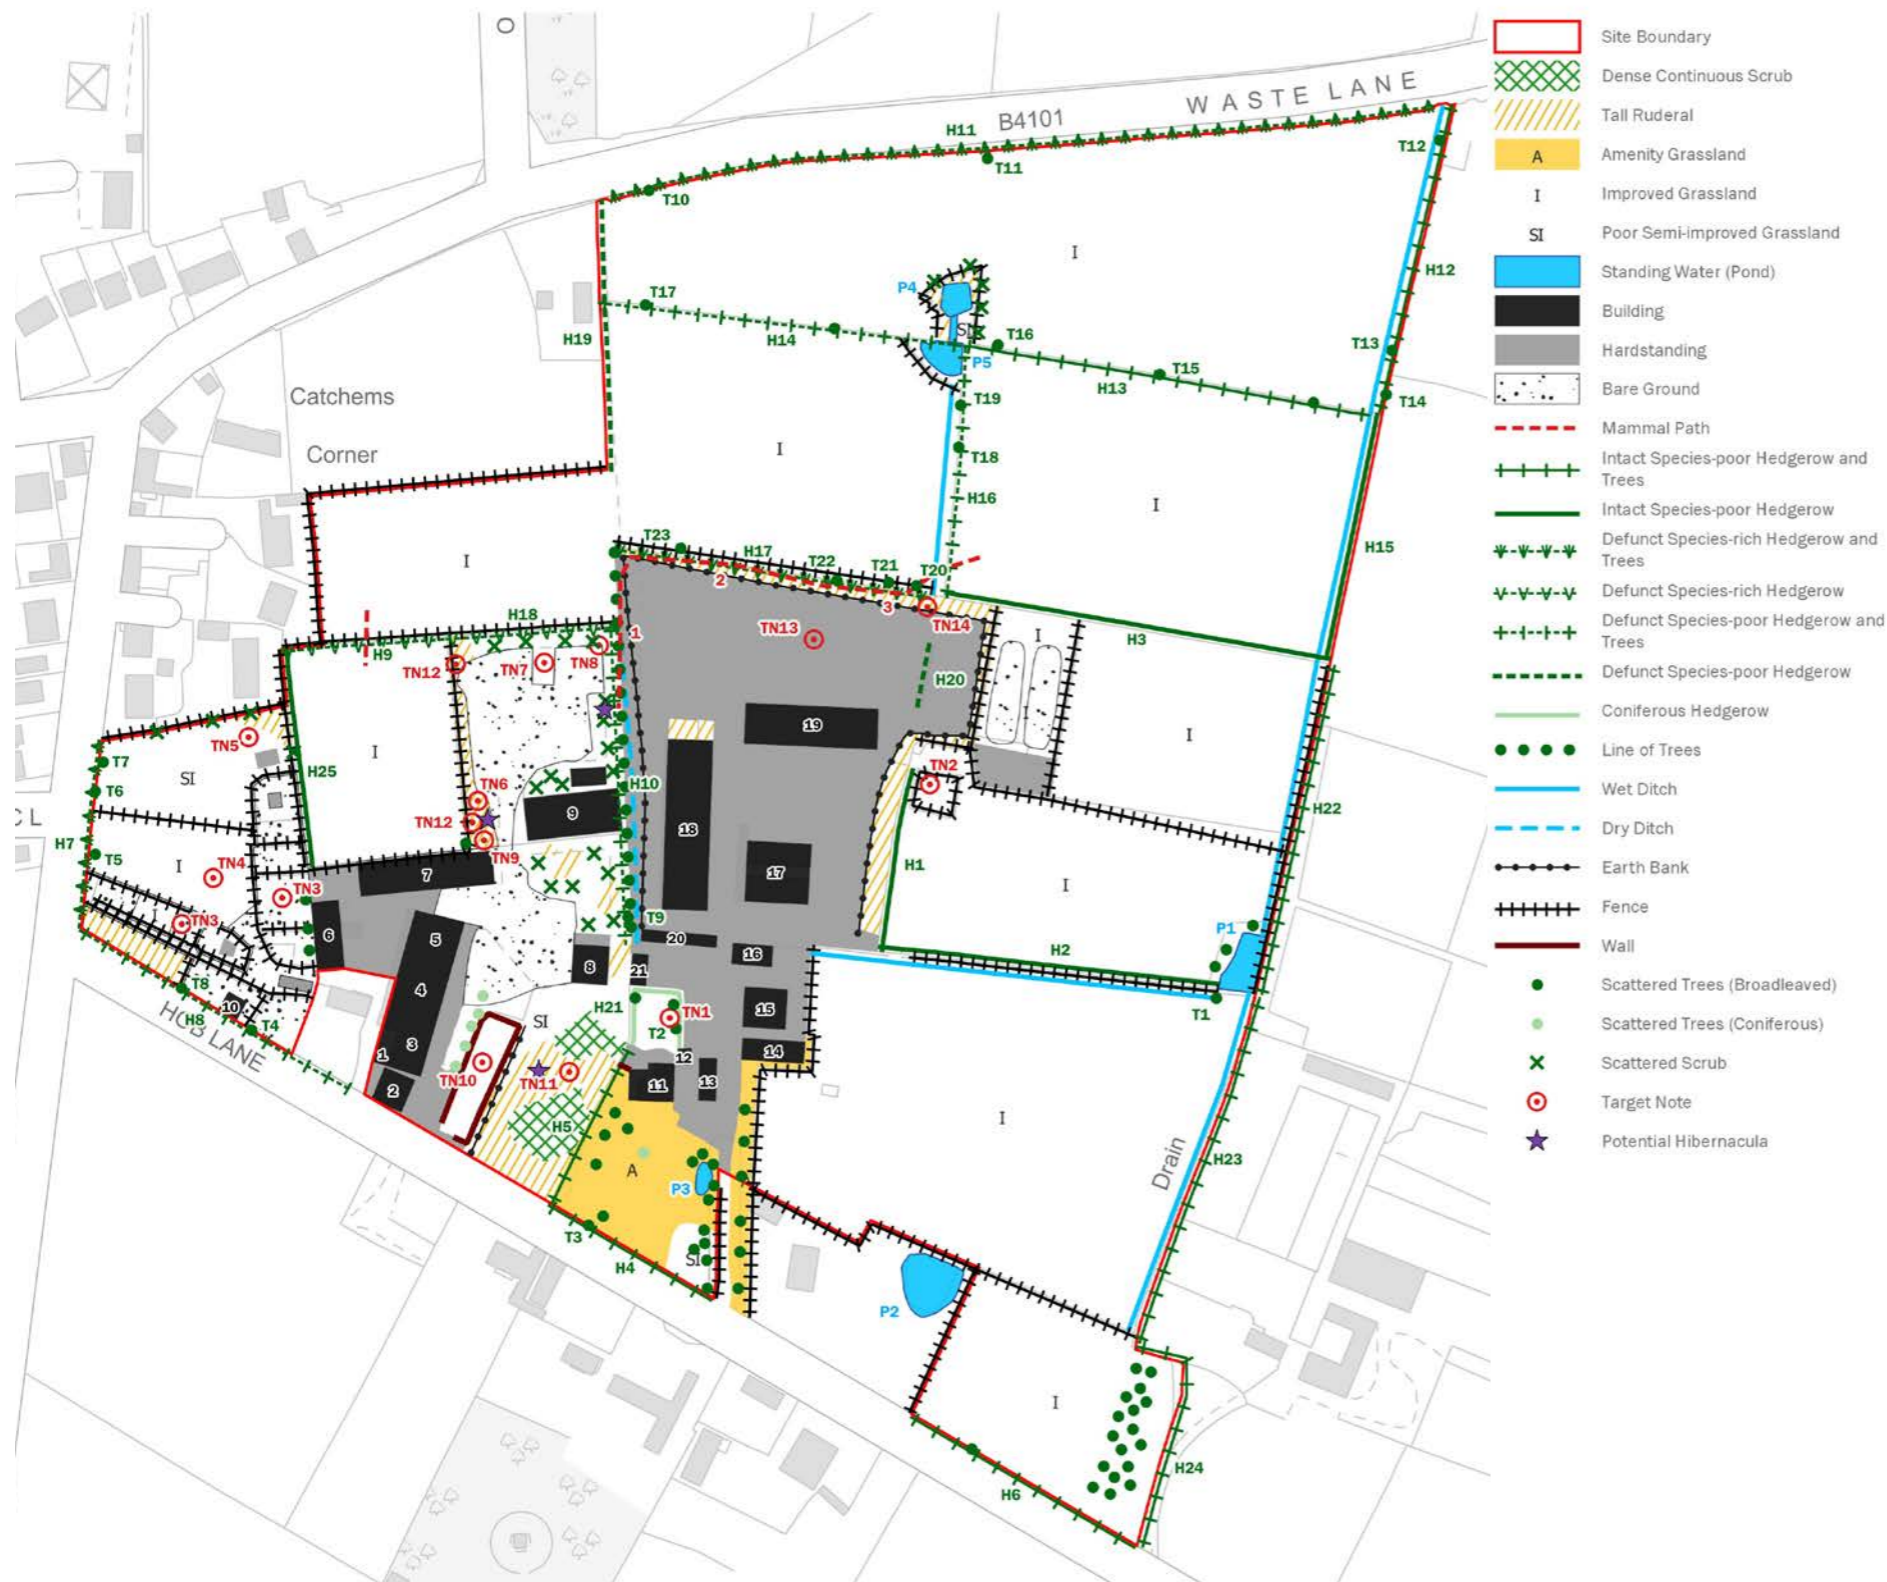 O
B4101
WASTE LANE
H11
T11
T12
T10
I
H12
P4
T17
SI
T16
H19
H14
P5
T13
T15
H13
T14
Catchems
Corner
T19
I
T18
H16
I
H15
T23
H17
T22
T21
T20
2
3
I
H18
1
TN13
TN14
I
H3
H9
TN12
TN7
TN8
H20
19
I
TN5
T7
SI
I
H25
TN2
T6
TN6
H10
H22
CL
TN12
9
18
H7
T5
I
TN4
TN9
H1
I
7
17
TN3
TN3
T9
P1
6
5
20
16
H2
8
21
T8
4
H21
15
T1
10
SI
TN1
H8
T4
T2
HOB LANE
3
12
14
1
TN10
TN11
11
13
2
H5
I
Drain
H23
A
P3
T3
H4
SI
P2
I
H24
H6
Site Boundary
Dense Continuous Scrub
Tall Ruderal
A Amenity Grassland
I Improved Grassland
SI Poor Semi-improved Grassland
Standing Water (Pond)
Building
Hardstanding
Bare Ground
Mammal Path
Intact Species-poor Hedgerow and
Trees
Intact Species-poor Hedgerow
Defunct Species-rich Hedgerow and
Trees
Defunct Species-rich Hedgerow
Defunct Species-poor Hedgerow and
Trees
Defunct Species-poor Hedgerow
Coniferous Hedgerow
Line of Trees
Wet Ditch
Dry Ditch
Earth Bank
Fence
Wall
Scattered Trees (Broadleaved)
Scattered Trees (Coniferous)
Scattered Scrub
Target Note
Potential Hibernacula